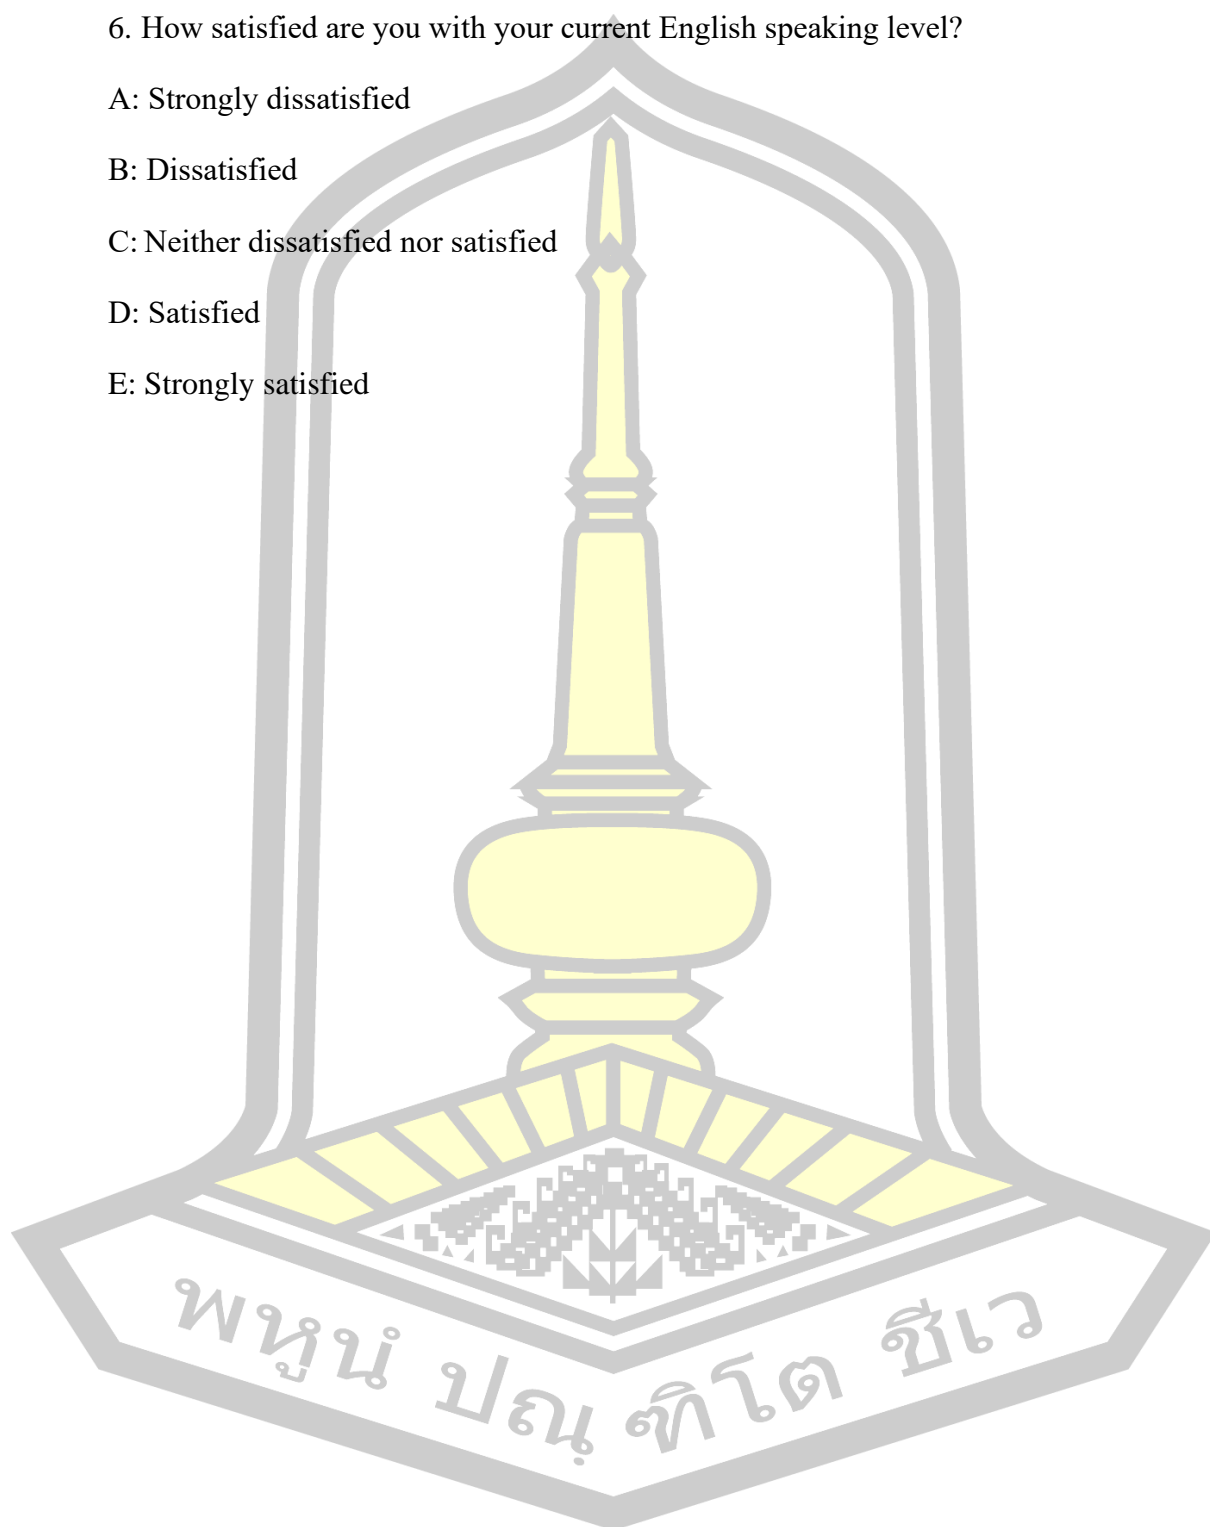 6. How satisfied are you with your current English speaking level?
A: Strongly dissatisfied
B: Dissatisfied
C: Neither dissatisfied nor satisfied
D: Satisfied
E: Strongly satisfied
พหูนํ ปณฺฑิโต ชีเว